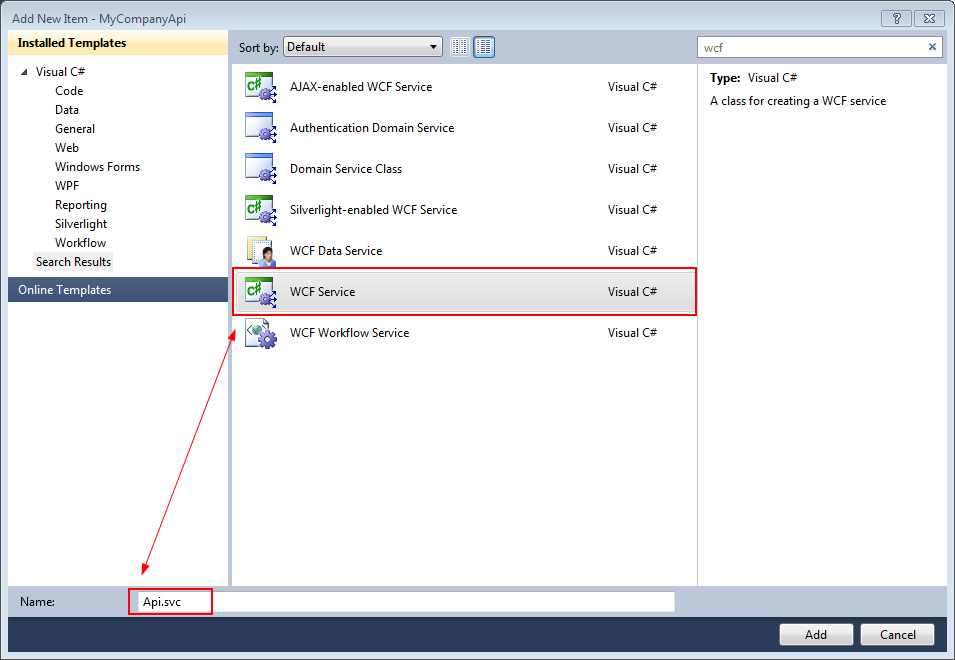 Add New Item - MyCompanyApi
Installed Templates
Visual C#
Code
Data
General
Web
Windows Forms
WPF
Reporting
Silverlight
Workflow
Search Results
Online Templates
Sort by: Default
wcf
AJAX-enabled WCF Service Visual C#
Authentication Domain Service Visual C#
Domain Service Class Visual C#
Silverlight-enabled WCF Service Visual C#
WCF Data Service Visual C#
WCF Service Visual C#
WCF Workflow Service Visual C#
Type: Visual C#
A class for creating a WCF service
Name: Api.svc
Add Cancel